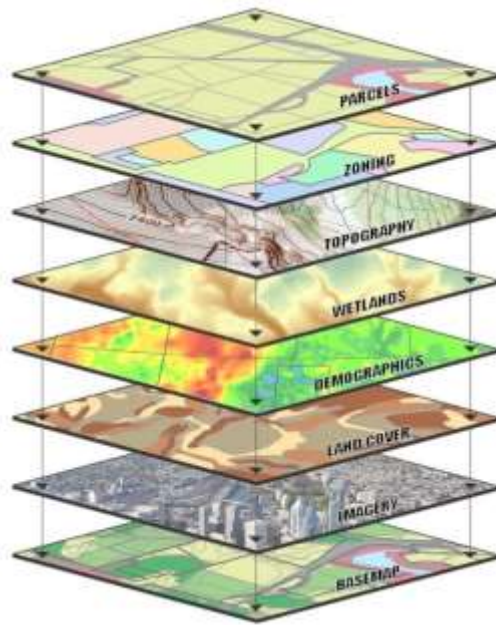 PARCELS
ZONING
TOPOGRAPHY
WETLANDS
DEMOGRAPHICS
LAND COVER
IMAGERY
BASEMAP